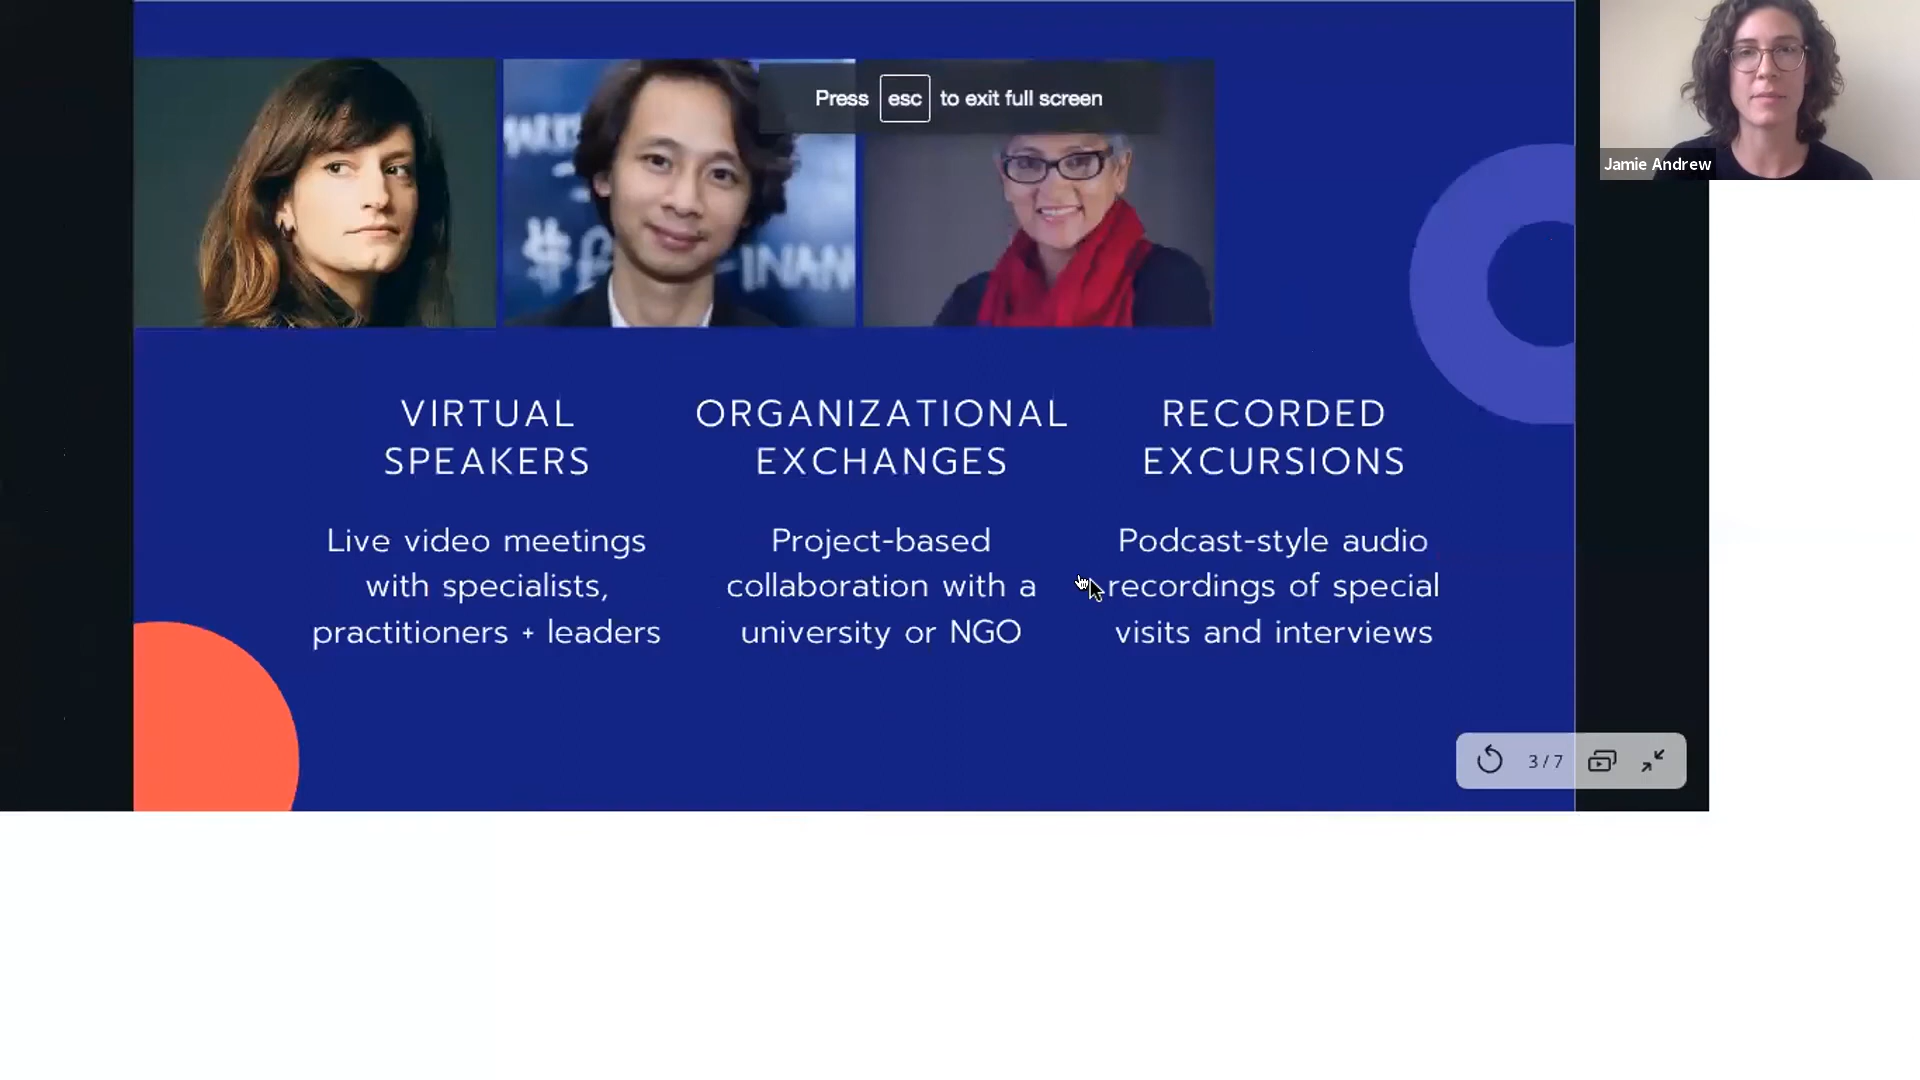 Press esc to exit full screen
Jamie Andrew
VIRTUAL
SPEAKERS
Live video meetings
with specialists,
practitioners + leaders
ORGANIZATIONAL
EXCHANGES
Project-based
collaboration with a
university or NGO
RECORDED
EXCURSIONS
Podcast-style audio
recordings of special
visits and interviews
3 / 7